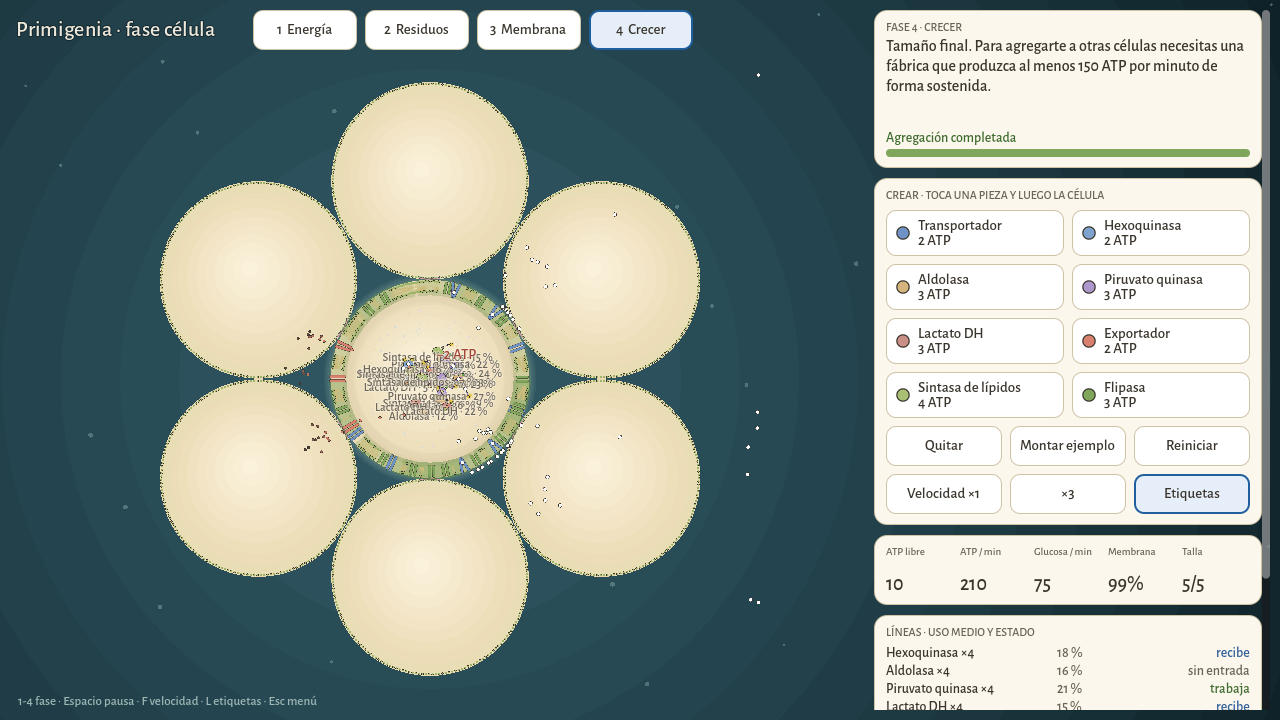 Primigenia · fase célula
1 Energía
2 Residuos
3 Membrana
4 Crecer
FASE 4 · CRECER
Tamaño final. Para agregarte a otras células necesitas una
fábrica que produzca al menos 150 ATP por minuto de
forma sostenida.
Agregación completada
CREAR · TOCA UNA PIEZA Y LUEGO LA CÉLULA
Transportador
2 ATP
Hexoquinasa
2 ATP
Aldolasa
3 ATP
Piruvato quinasa
3 ATP
Lactato DH
3 ATP
Exportador
2 ATP
Sintasa de lípidos
4 ATP
Flipasa
3 ATP
Quitar
Montar ejemplo
Reiniciar
Velocidad ×1
×3
Etiquetas
ATP libre
ATP / min
Glucosa / min
Membrana
Talla
10
210
75
99%
5/5
LÍNEAS · USO MEDIO Y ESTADO
Hexoquinasa ×4 18 % recibe
Aldolasa ×4 16 % sin entrada
Piruvato quinasa ×4 21 % trabaja
Lactato DH ×4 22 % recibe
2 ATP
Piruvato quinasa · 27 %
Aldolasa · 12 %
1-4 fase · Espacio pausa · F velocidad · L etiquetas · Esc menú